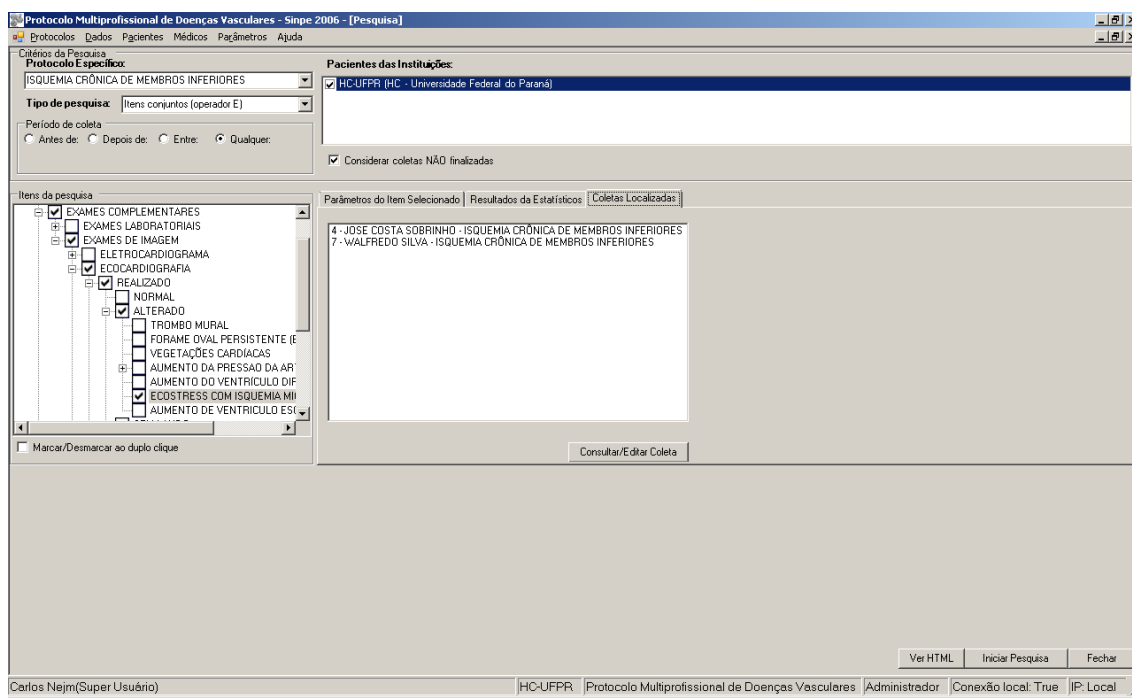 Protocolo Multiprofissional de Doenças Vasculares - Sinpe 2006 - [Pesquisa]
Protocolos Dados Pacientes Médicos Parâmetros Ajuda
Critérios da Pesquisa
Protocolo Específico:
ISQUEMIA CRÔNICA DE MEMBROS INFERIORES
Tipo de pesquisa: Itens conjuntos (operador E)
Período de coleta
Antes de: Depois de: Entre: Qualquer:
Pacientes das Instituições:
HC-UFPR (HC - Universidade Federal do Paraná)
Considerar coletas NÃO finalizadas
Itens da pesquisa
EXAMES COMPLEMENTARES
EXAMES LABORATORIAIS
EXAMES DE IMAGEM
ELETROCARDIOGRAMA
ECOCARDIOGRAFIA
REALIZADO
NORMAL
ALTERADO
TROMBO MURAL
FORAME OVAL PERSISTENTE (E
VEGETAÇÕES CARDÍACAS
AUMENTO DA PRESSAO DA AR
AUMENTO DO VENTRÍCULO DIF
ECOSTRESS COM ISQUEMIA MI
AUMENTO DE VENTRICULO ES
Marcar/Desmarcar ao duplo clique
Parâmetros do Item Selecionado Resultados da Estatísticos Coletas Localizadas
4 - JOSE COSTA SOBRINHO - ISQUEMIA CRÔNICA DE MEMBROS INFERIORES
7 - WALFREDO SILVA - ISQUEMIA CRÔNICA DE MEMBROS INFERIORES
Consultar/Editar Coleta
Ver HTML Iniciar Pesquisa Fechar
Carlos Nejm(Super Usuário) HC-UFPR Protocolo Multiprofissional de Doenças Vasculares Administrador Conexão local: True IP: Local